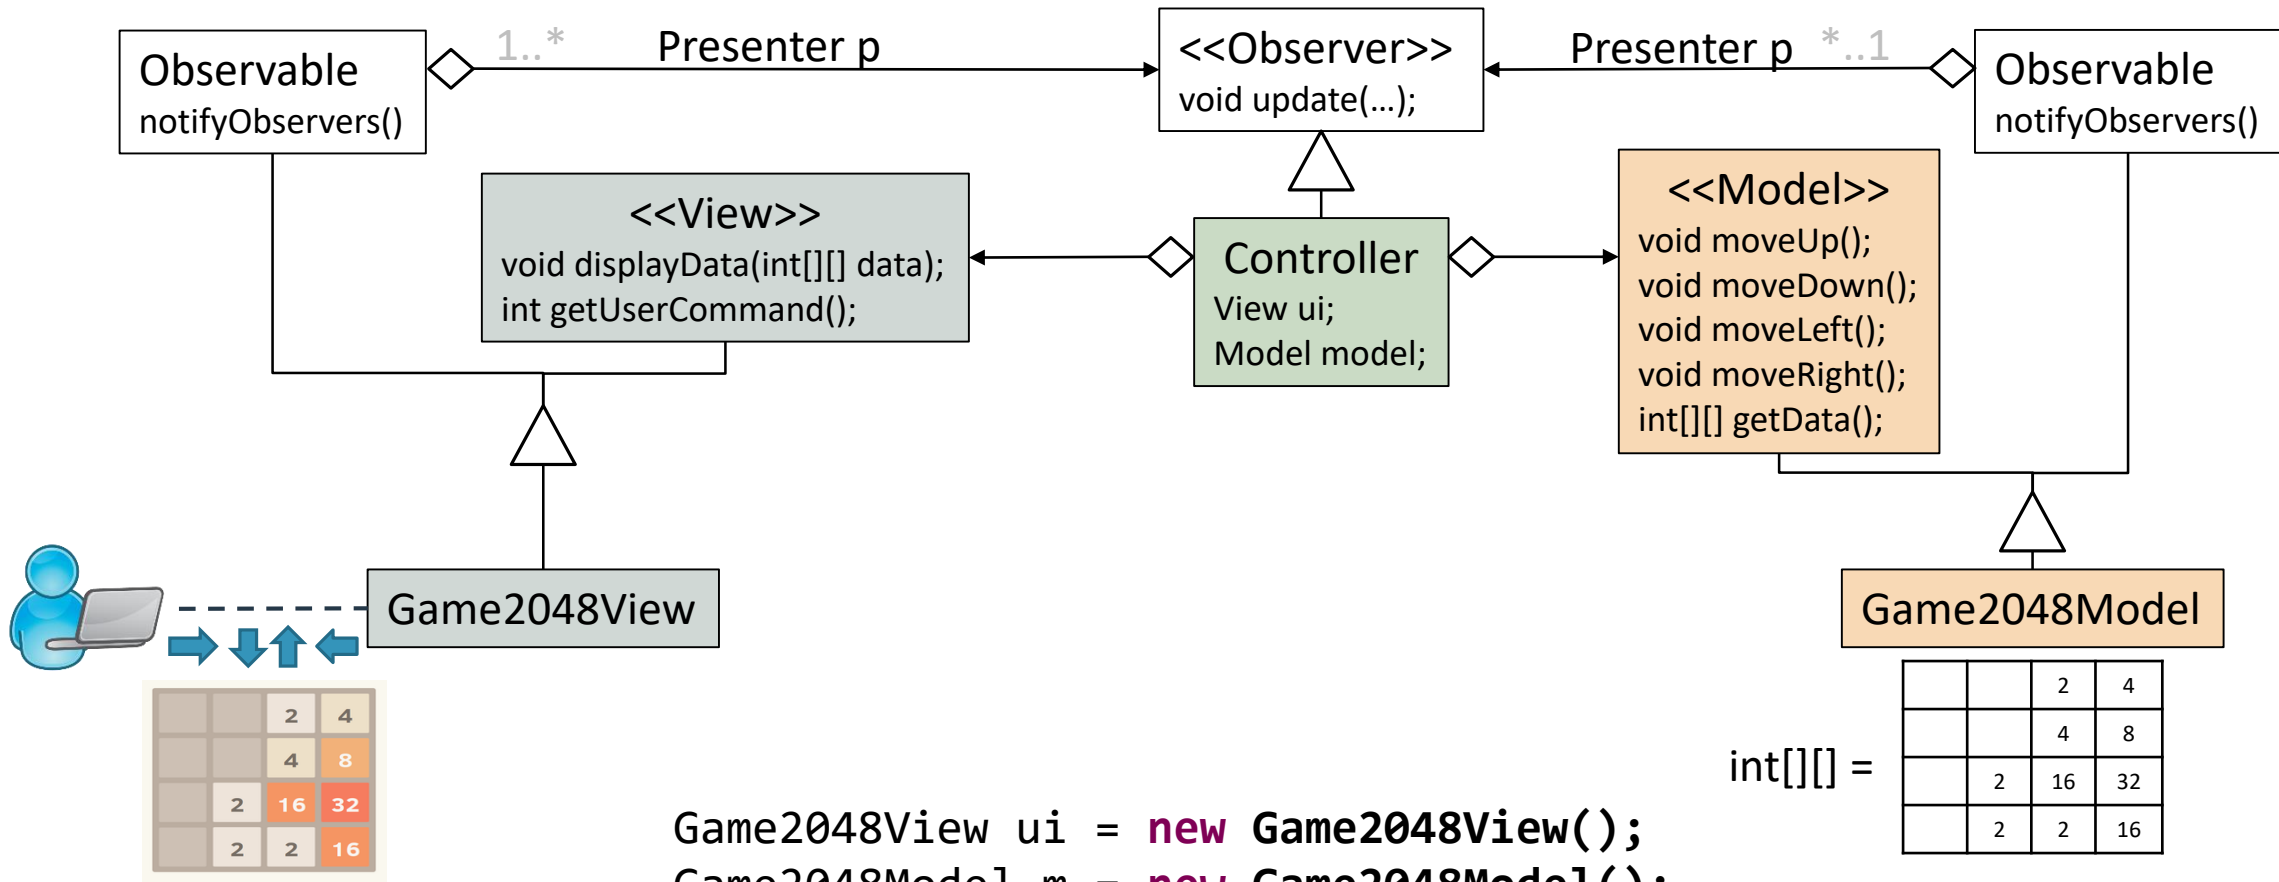 Observable
notifyObservers()
1..*
Presenter p
<<Observer>>
void update(…);
Presenter p
*..1
Observable
notifyObservers()
<<View>>
void displayData(int[][] data);
int getUserCommand();
Controller
View ui;
Model model;
<<Model>>
void moveUp();
void moveDown();
void moveLeft();
void moveRight();
int[][] getData();
Game2048View
Game2048Model
2 4
4 8
2 16 32
2 2 16
int[][] =
2 4
4 8
2 16 32
2 2 16
Game2048View ui = new Game2048View();
Game2048Model m = new Game2048Model();